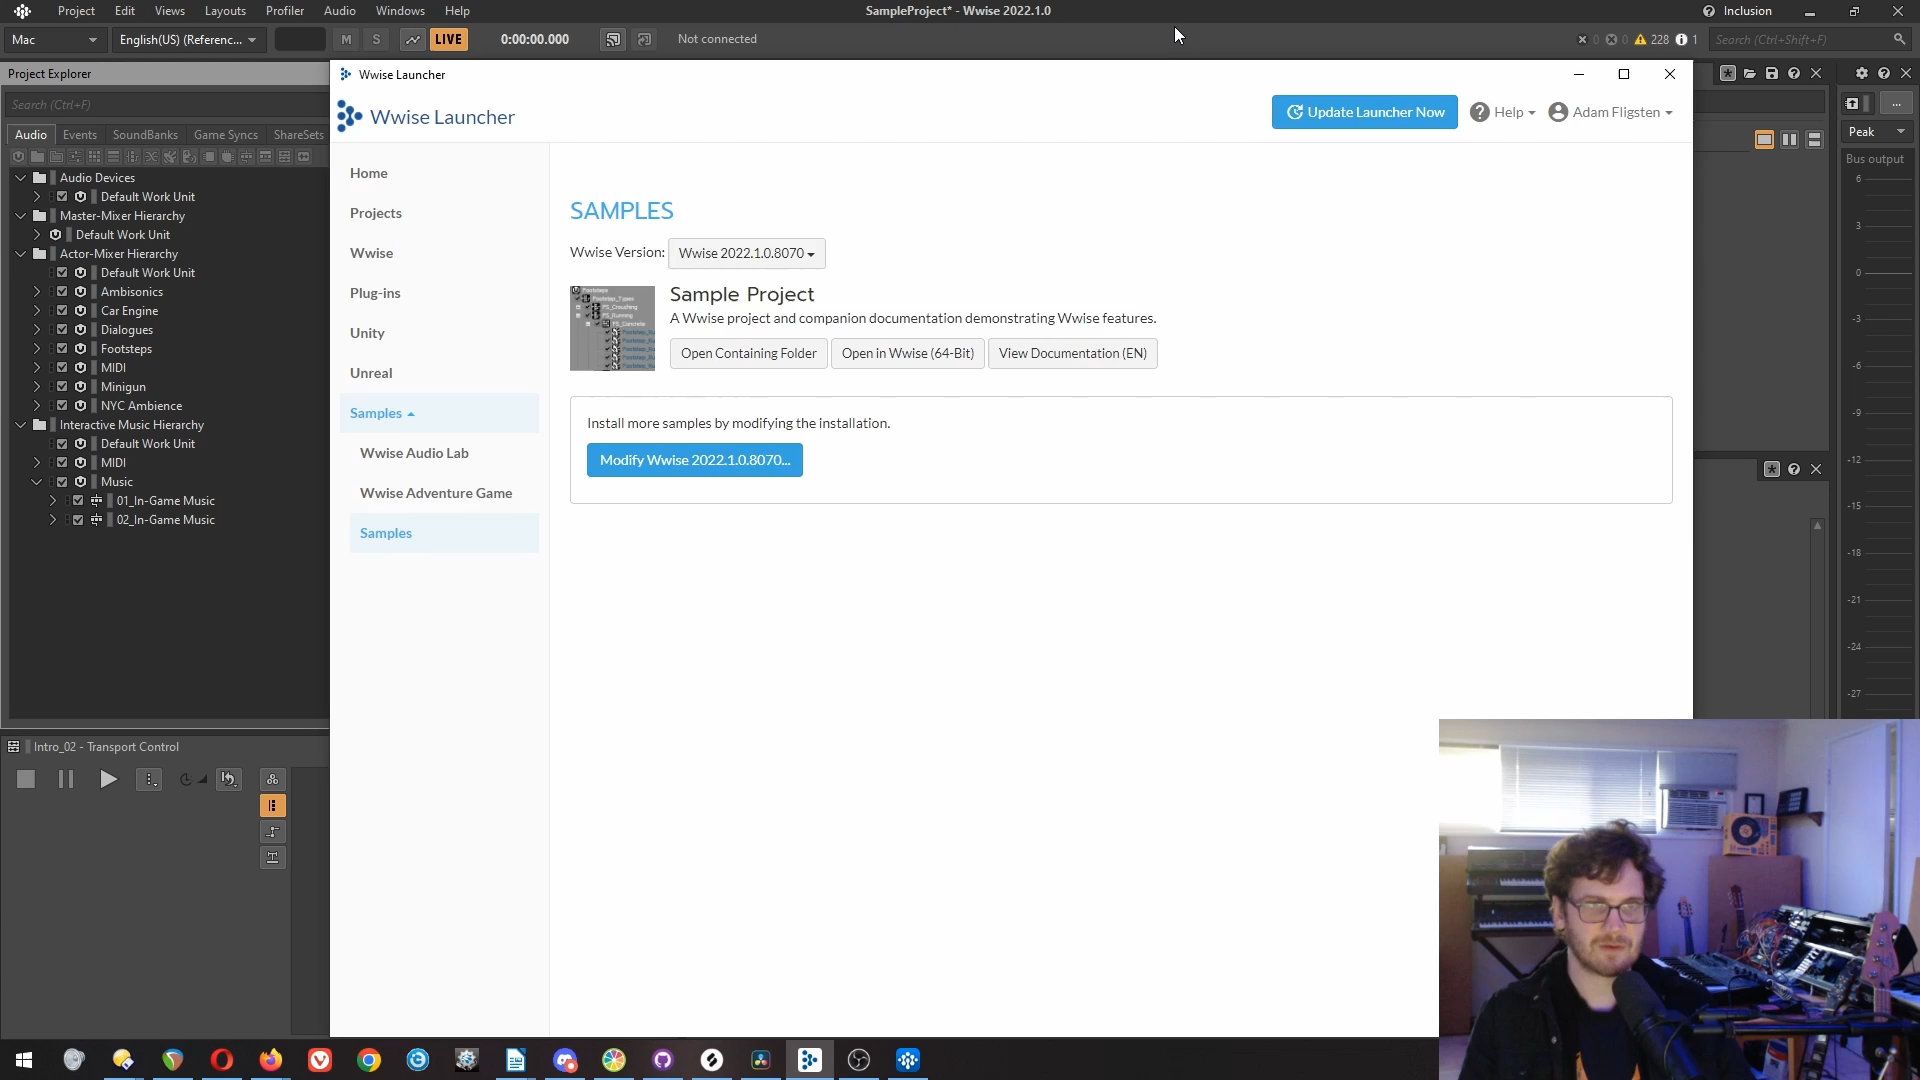 Project Edit Views Layouts Profiler Audio Windows Help
SampleProject* - Wwise 2022.1.0
Inclusion
Mac
English(US) (Referenc...
M S
LIVE
0:00:00.000
Not connected
0 0 228 1
Search (Ctrl+Shift+F)
Project Explorer
Search (Ctrl+F)
Audio Events SoundBanks Game Syncs ShareSets
Audio Devices
Default Work Unit
Master-Mixer Hierarchy
Default Work Unit
Actor-Mixer Hierarchy
Default Work Unit
Ambisonics
Car Engine
Dialogues
Footsteps
MIDI
Minigun
NYC Ambience
Interactive Music Hierarchy
Default Work Unit
MIDI
Music
01_In-Game Music
02_In-Game Music
Intro_02 - Transport Control
Wwise Launcher
Wwise Launcher
Update Launcher Now
Help
Adam Fligsten
Home
Projects
Wwise
Plug-ins
Unity
Unreal
Samples
Wwise Audio Lab
Wwise Adventure Game
Samples
SAMPLES
Wwise Version: Wwise 2022.1.0.8070
Footsteps
Footstep_Types
FS_Crouching
FS_Running
FS_Concrete
Sample Project
A Wwise project and companion documentation demonstrating Wwise features.
Open Containing Folder
Open in Wwise (64-Bit)
View Documentation (EN)
Install more samples by modifying the installation.
Modify Wwise 2022.1.0.8070...
...
Peak
Bus output
6
3
0
-3
-6
-9
-12
-15
-18
-21
-24
-27